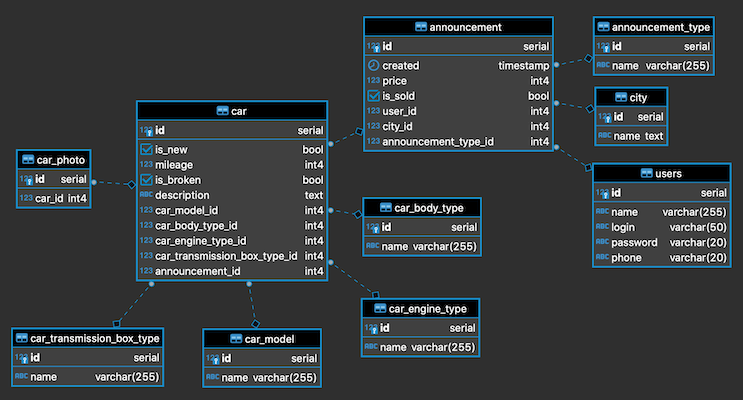 announcement
123 id serial
created timestamp
123 price int4
is_sold bool
123 user_id int4
123 city_id int4
123 announcement_type_id int4
announcement_type
123 id serial
ABC name varchar(255)
city
123 id serial
ABC name text
users
123 id serial
ABC name varchar(255)
ABC login varchar(50)
ABC password varchar(20)
ABC phone varchar(20)
car
123 id serial
is_new bool
123 mileage int4
is_broken bool
ABC description text
123 car_model_id int4
123 car_body_type_id int4
123 car_engine_type_id int4
123 car_transmission_box_type_id int4
123 announcement_id int4
car_photo
123 id serial
123 car_id int4
car_body_type
123 id serial
ABC name varchar(255)
car_engine_type
123 id serial
ABC name varchar(255)
car_transmission_box_type
123 id serial
ABC name varchar(255)
car_model
123 id serial
ABC name varchar(255)